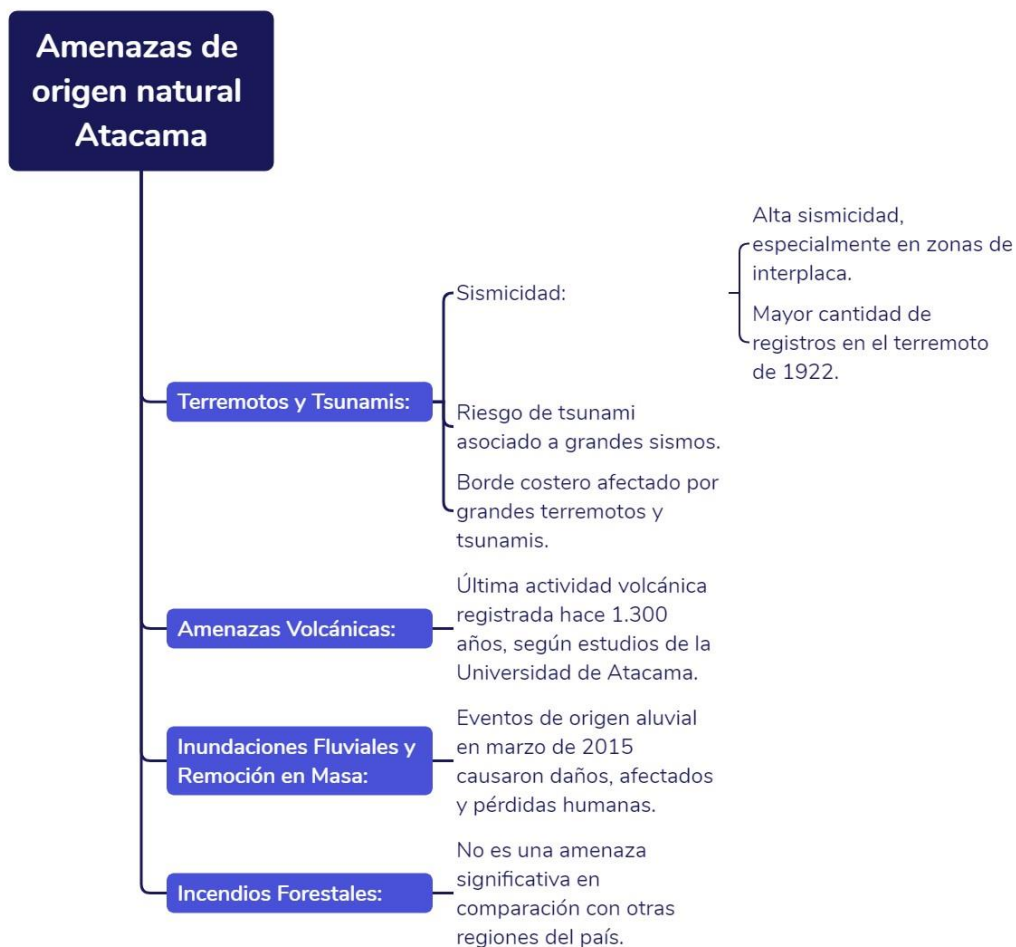 Amenazas de
origen natural
Atacama
Terremotos y Tsunamis:
Sismicidad:
Alta sismicidad,
especialmente en zonas de
interplaca.
Mayor cantidad de
registros en el terremoto
de 1922.
Riesgo de tsunami
asociado a grandes sismos.
Borde costero afectado por
grandes terremotos y
tsunamis.
Amenazas Volcánicas:
Última actividad volcánica
registrada hace 1.300
años, según estudios de la
Universidad de Atacama.
Inundaciones Fluviales y
Remoción en Masa:
Eventos de origen aluvial
en marzo de 2015
causaron daños, afectados
y pérdidas humanas.
Incendios Forestales:
No es una amenaza
significativa en
comparación con otras
regiones del país.